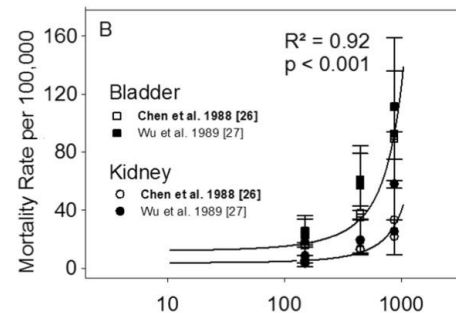 B
R² = 0.92
p < 0.001
Bladder
Chen et al. 1988 [26]
Wu et al. 1989 [27]
Kidney
Chen et al. 1988 [26]
Wu et al. 1989 [27]
Mortality Rate per 100,000
160
120
80
40
0
10
100
1000